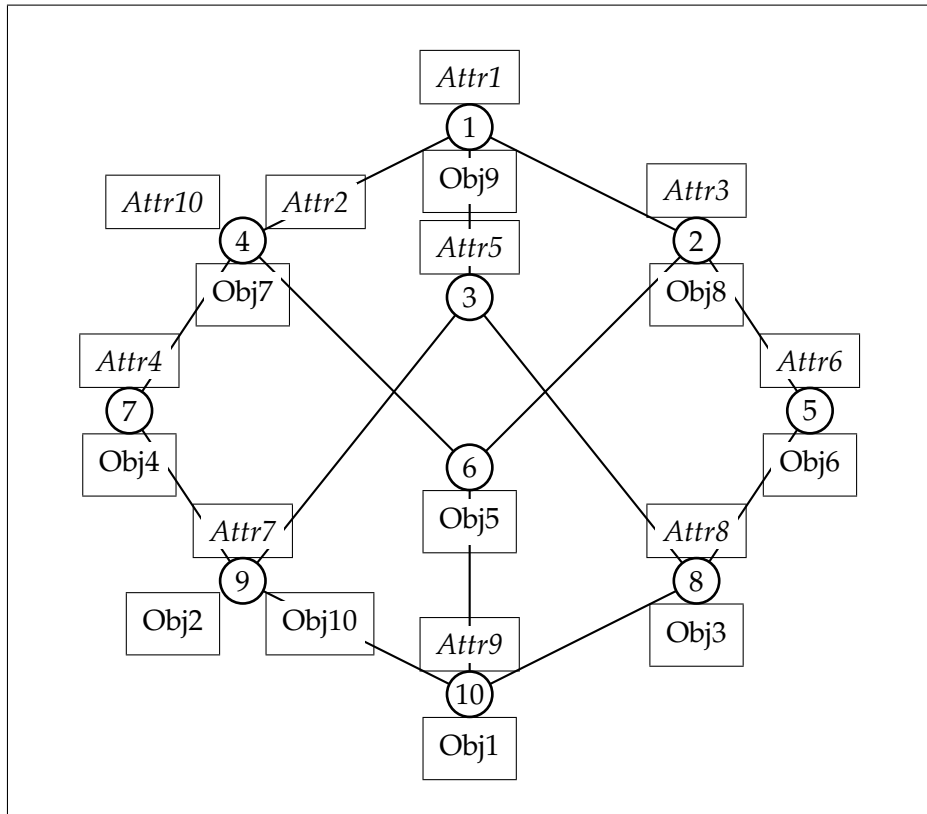 Attr1
1
Obj9
Attr10 Attr2
Attr3
4
2
Attr5
Obj7
Obj8
3
Attr4
Attr6
7
5
Obj4
Obj6
6
Obj5
Attr7
Attr8
9
8
Obj2 Obj10
Obj3
Attr9
10
Obj1